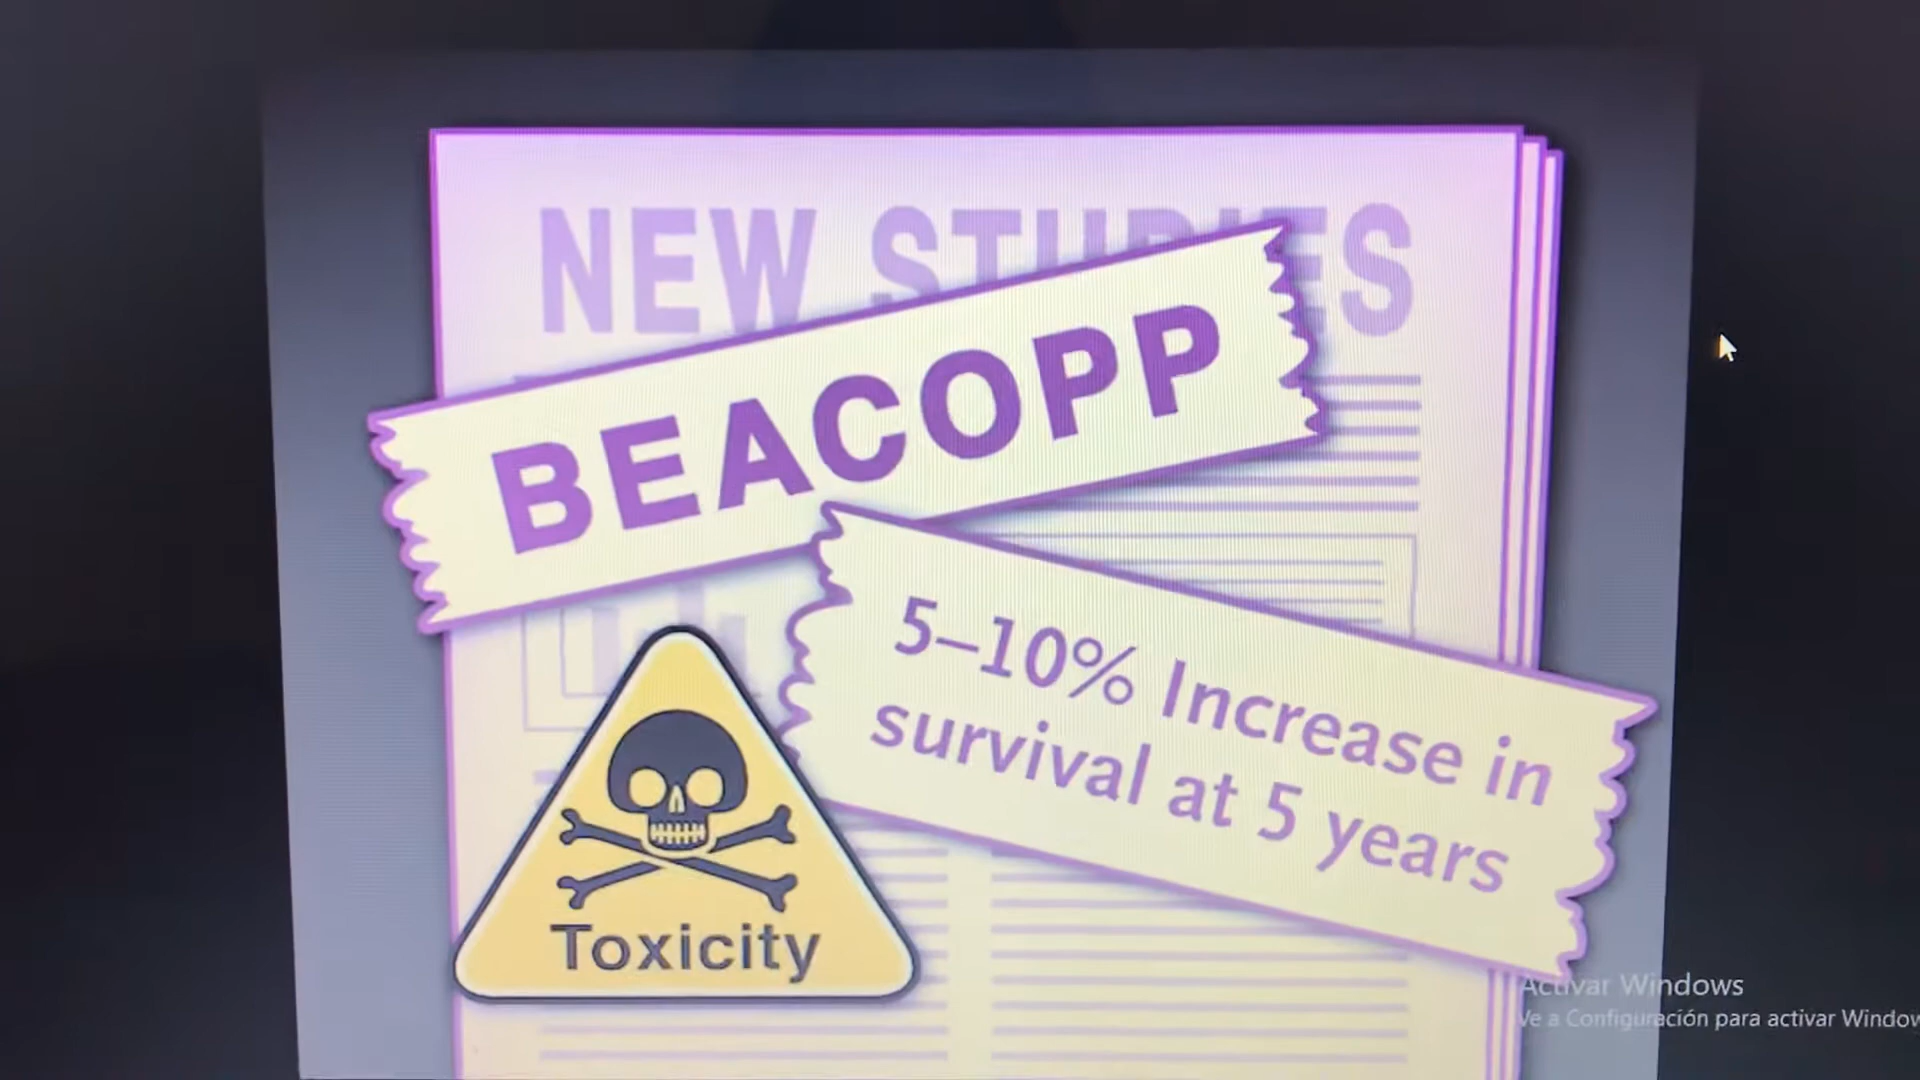 NEW STUDIES
BEACOPP
5–10% Increase in
survival at 5 years
Toxicity
Activar Windows
Ve a Configuración para activar Window